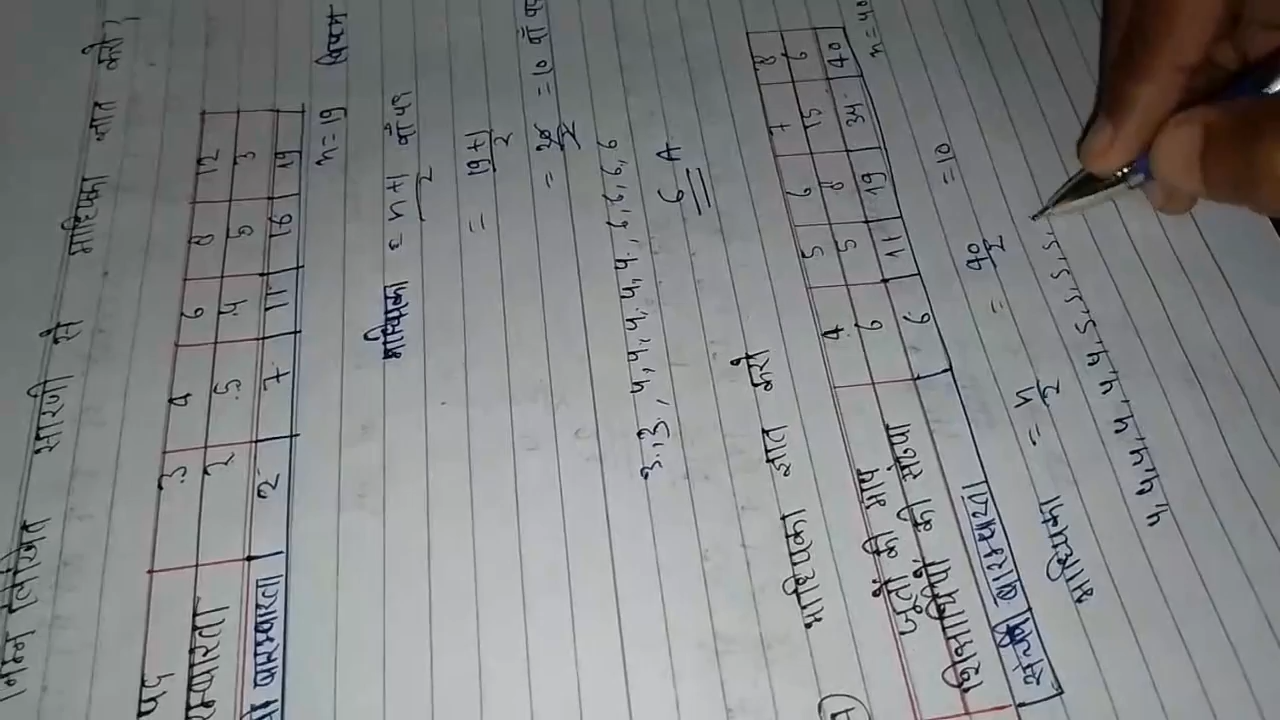 निम्न लिखित सारणी से माध्यिका ज्ञात करो
पद 3 4 6 8 12
बारम्बारता 2 5 4 5 3
बारम्बारता 2 7 11 16 19
n = 19 विषम
माध्यिका = n+1/2 वाँ पद
= 19+1/2
= 20/2 = 10 वाँ पद
3,3, 4,4,4,4,4, 6,6,6,6
6 A
माध्यिका ज्ञात करो
जूतों की माप 4 5 6 7 8
विद्यार्थियों की संख्या 6 5 8 15 6
संचयी बारम्बारता 6 11 19 34 40
n = 40
माध्यिका = n/2 = 40/2 = 10
4,4,4,4,4,4,5,5,5,5,5,